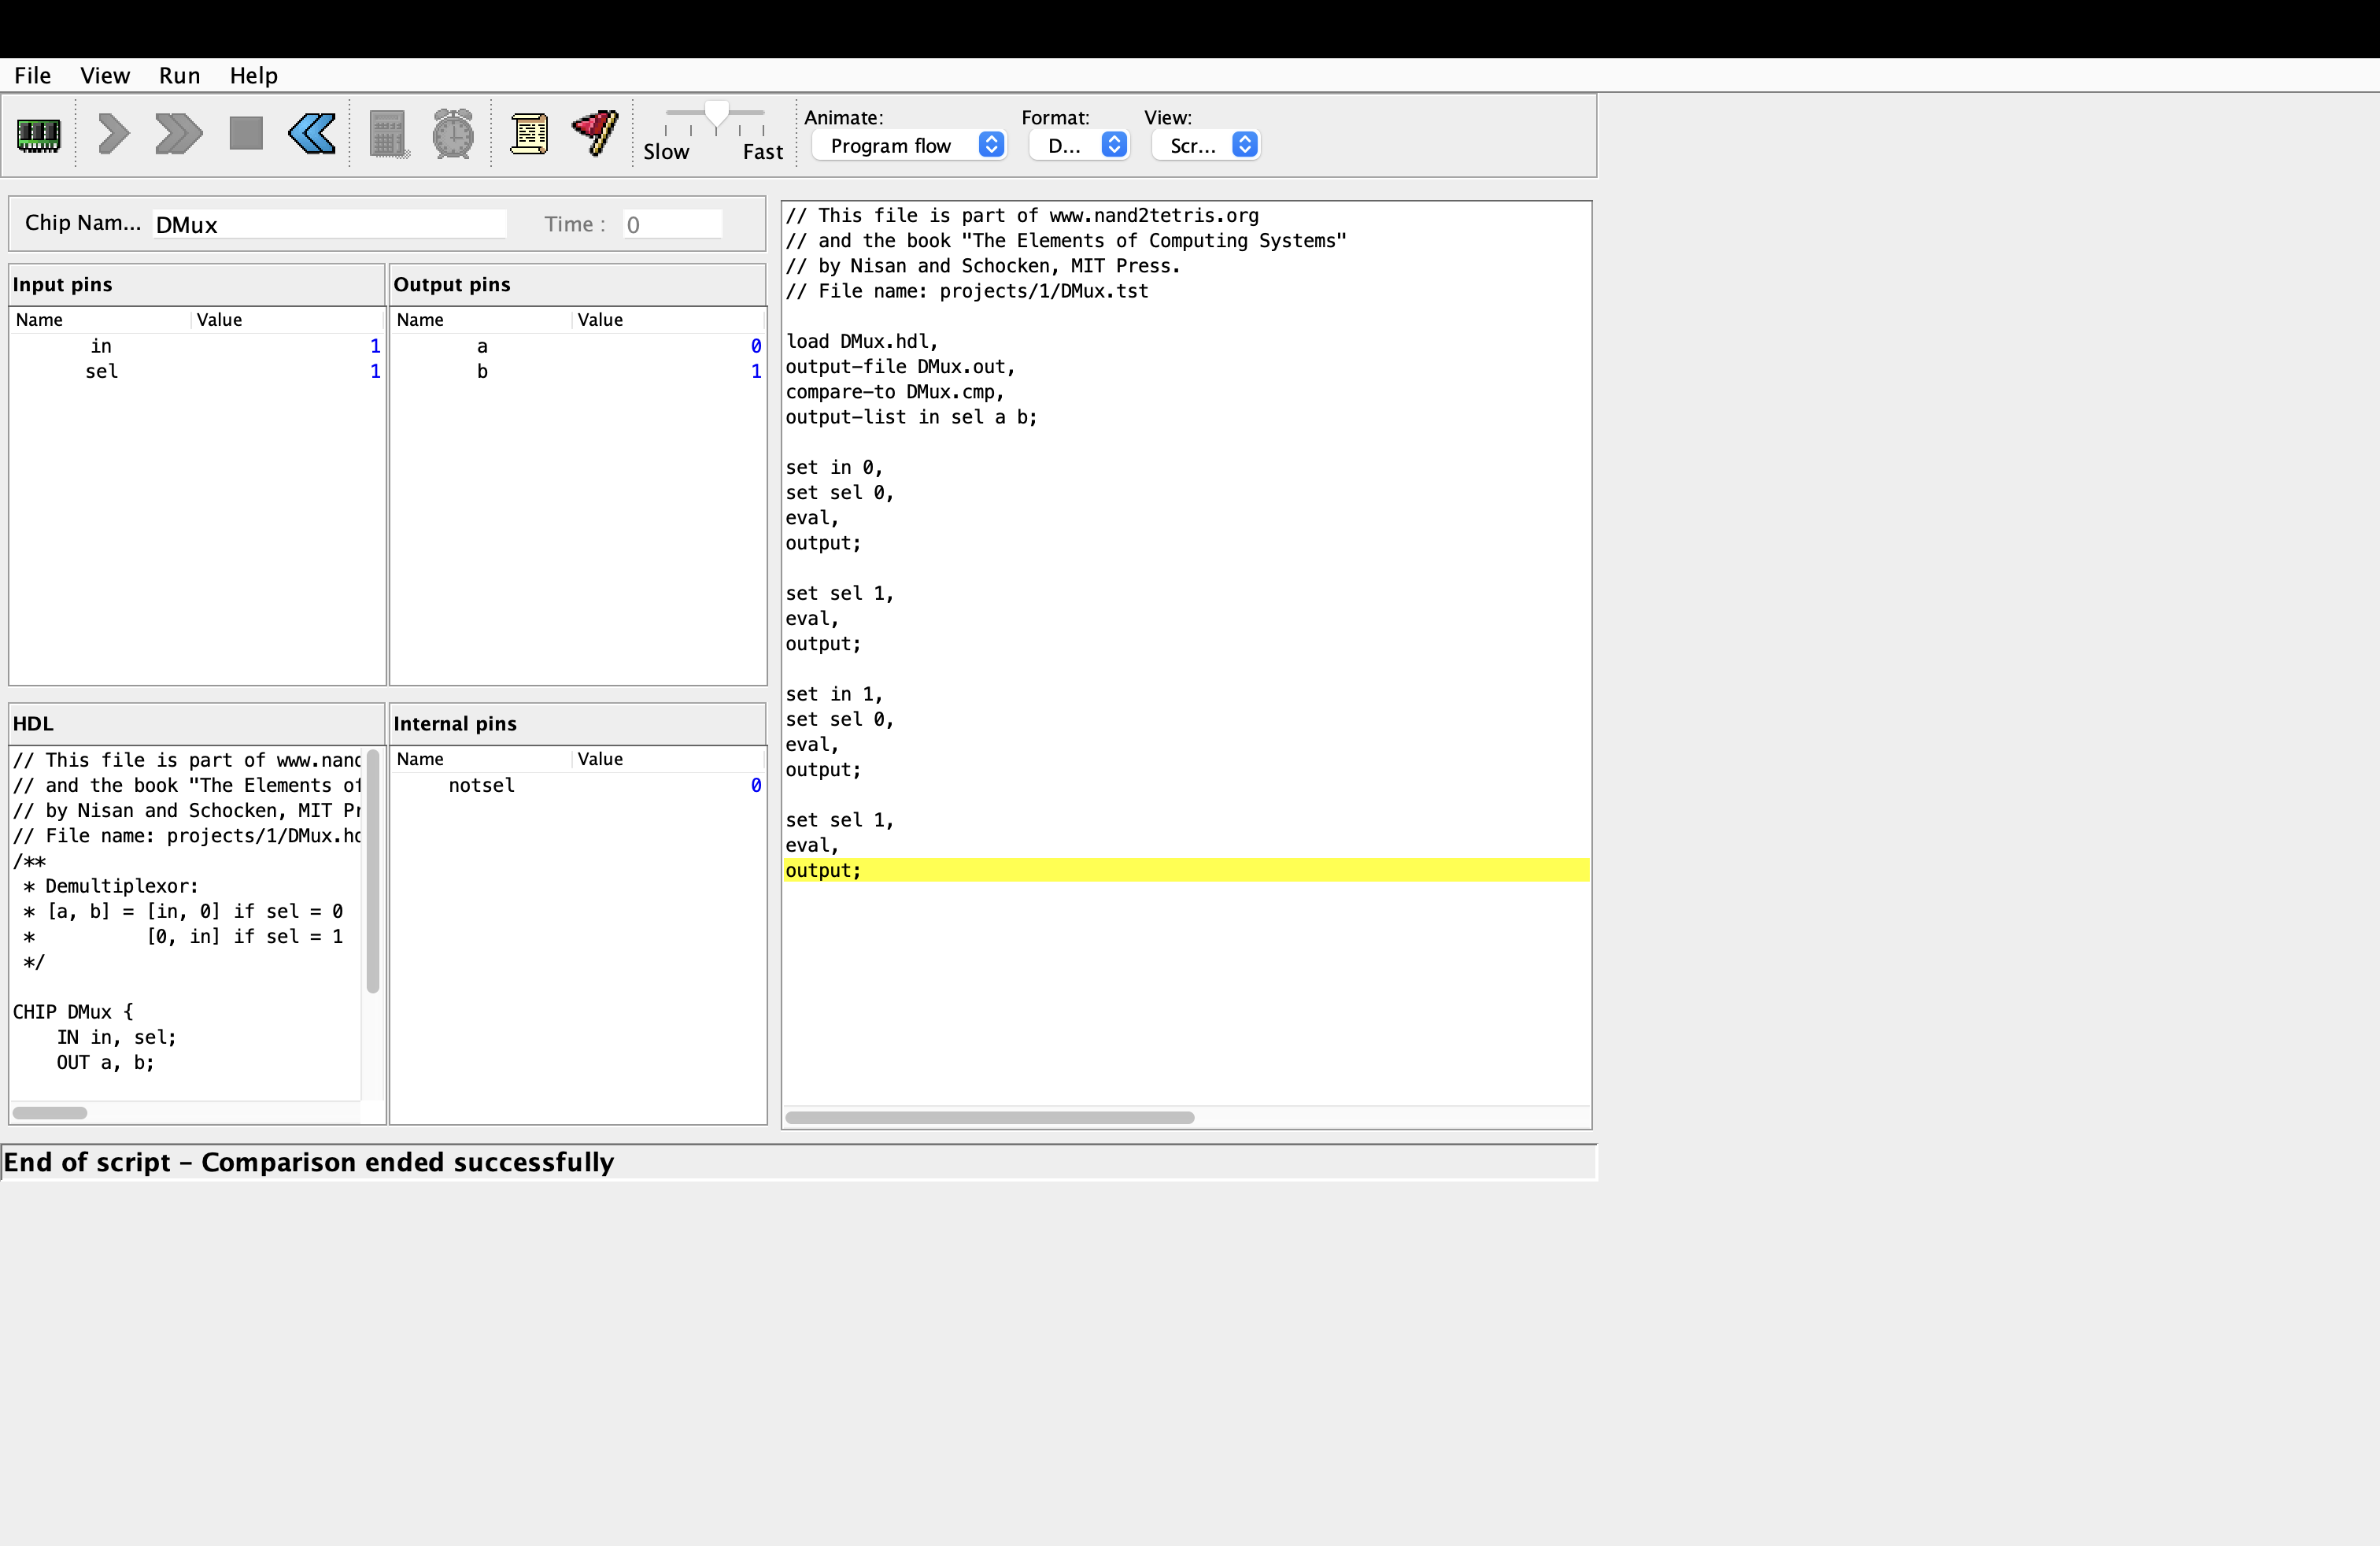 File View Run Help
Animate: Format: View:
Slow Fast Program flow D... Scr...
Chip Nam... DMux Time : 0
Input pins
Name Value
in 1
sel 1
Output pins
Name Value
a 0
b 1
HDL
// This file is part of www.nand
// and the book "The Elements of
// by Nisan and Schocken, MIT Pr
// File name: projects/1/DMux.hd
/**
* Demultiplexor:
* [a, b] = [in, 0] if sel = 0
* [0, in] if sel = 1
*/
CHIP DMux {
IN in, sel;
OUT a, b;
Internal pins
Name Value
notsel 0
// This file is part of www.nand2tetris.org
// and the book "The Elements of Computing Systems"
// by Nisan and Schocken, MIT Press.
// File name: projects/1/DMux.tst
load DMux.hdl,
output-file DMux.out,
compare-to DMux.cmp,
output-list in sel a b;
set in 0,
set sel 0,
eval,
output;
set sel 1,
eval,
output;
set in 1,
set sel 0,
eval,
output;
set sel 1,
eval,
output;
End of script – Comparison ended successfully